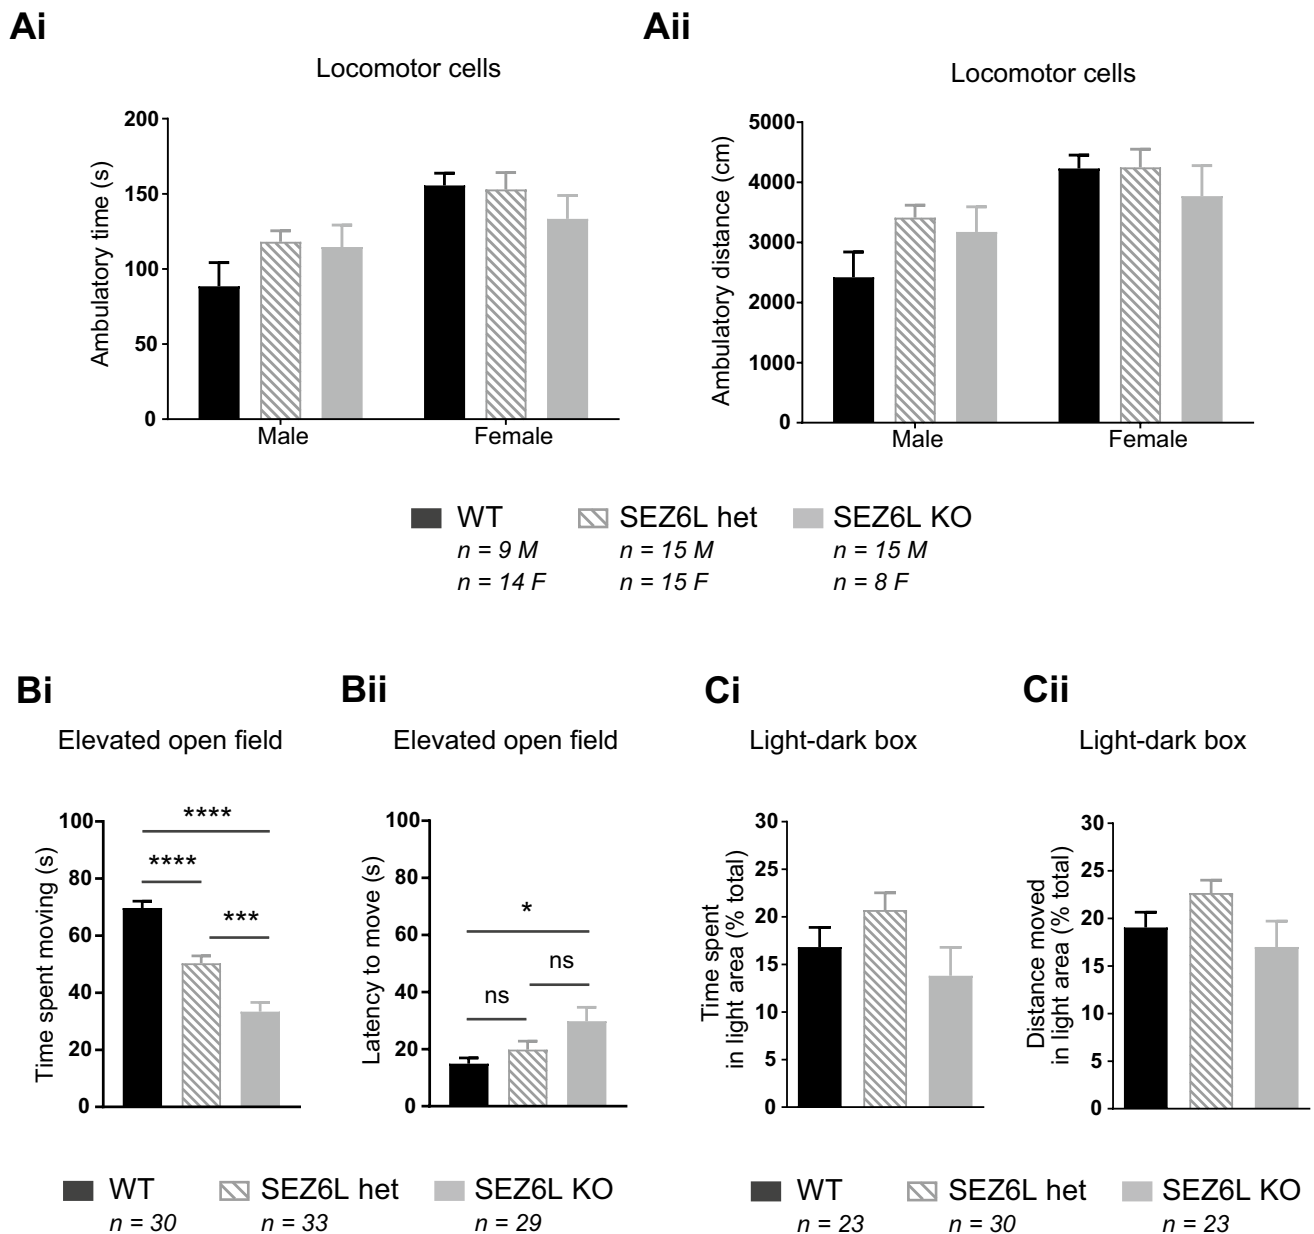 Ai
Locomotor cells
Ambulatory time (s)
200
150
100
50
0
Male
Female
Aii
Locomotor cells
Ambulatory distance (cm)
5000
4000
3000
2000
1000
0
Male
Female
WT
n = 9 M
n = 14 F
SEZ6L het
n = 15 M
n = 15 F
SEZ6L KO
n = 15 M
n = 8 F
Bi
Elevated open field
Time spent moving (s)
100
80
60
40
20
0
****
****
***
Bii
Elevated open field
Latency to move (s)
100
80
60
40
20
0
*
ns
ns
WT
n = 30
SEZ6L het
n = 33
SEZ6L KO
n = 29
Ci
Light-dark box
Time spent
in light area (% total)
30
25
20
15
10
5
0
Cii
Light-dark box
Distance moved
in light area (% total)
30
25
20
15
10
5
0
WT
n = 23
SEZ6L het
n = 30
SEZ6L KO
n = 23